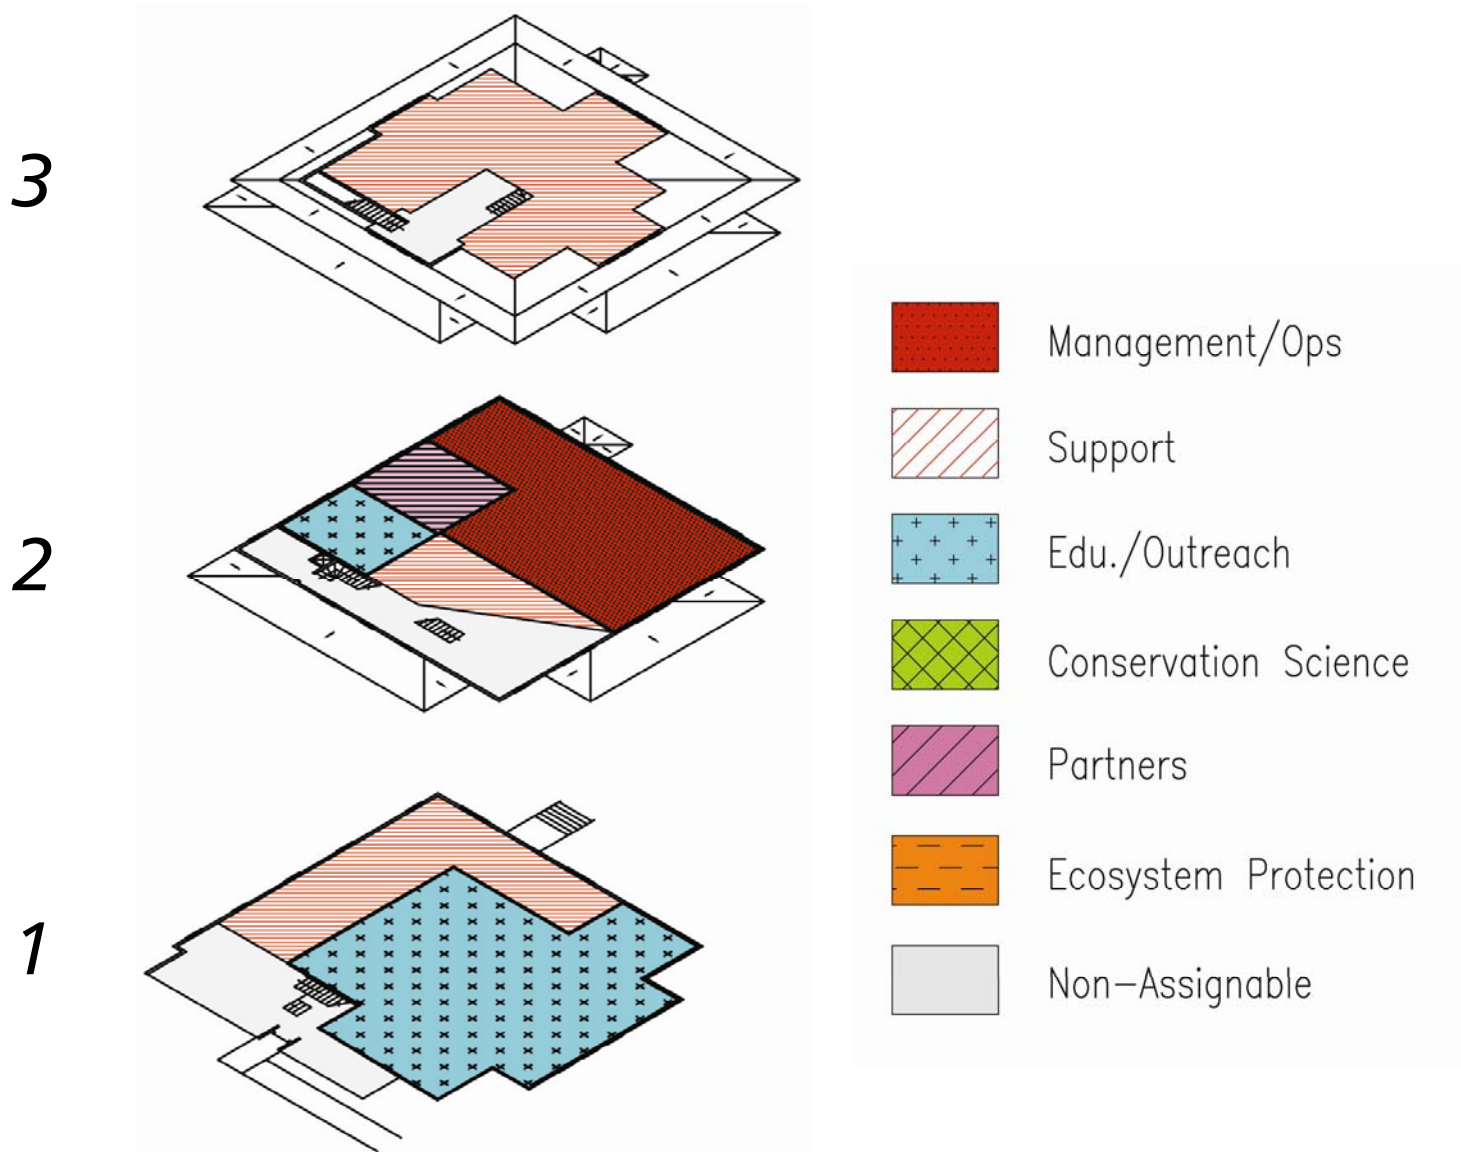 3
2
1
Management/Ops
Support
Edu./Outreach
Conservation Science
Partners
Ecosystem Protection
Non-Assignable